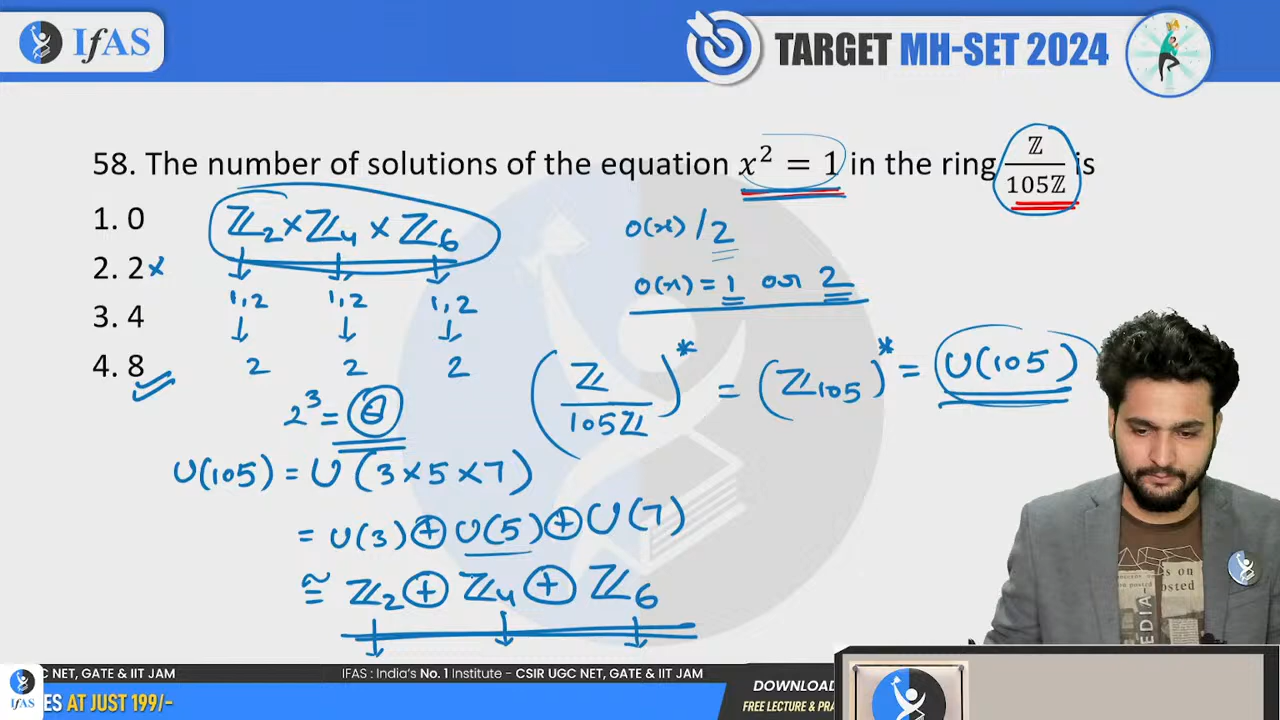 IfAS
TARGET MH-SET 2024
58. The number of solutions of the equation x² = 1 in the ring ℤ/105ℤ is
1. 0
2. 2 ×
3. 4
4. 8
ℤ₂ × ℤ₄ × ℤ₆
1,2 1,2 1,2
2 2 2
2³ = 8
o(x) / 2
o(x) = 1 or 2
(ℤ/105ℤ)* = (ℤ₁₀₅)* = U(105)
U(105) = U (3×5×7)
= U(3) ⊕ U(5) ⊕ U(7)
≅ ℤ₂ ⊕ ℤ₄ ⊕ ℤ₆
C NET, GATE & IIT JAM
IFAS: India's No. 1 Institute - CSIR UGC NET, GATE & IIT JAM
IfAS
ES AT JUST 199/-
DOWNLOAD
FREE LECTURE & PRA